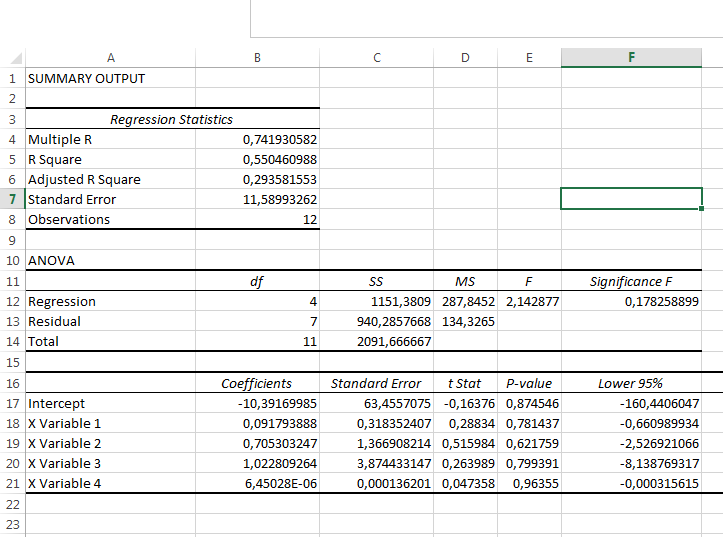 A B C D E F
1 SUMMARY OUTPUT
2
3 Regression Statistics
4 Multiple R 0,741930582
5 R Square 0,550460988
6 Adjusted R Square 0,293581553
7 Standard Error 11,58993262
8 Observations 12
9
10 ANOVA
11 df SS MS F Significance F
12 Regression 4 1151,3809 287,8452 2,142877 0,178258899
13 Residual 7 940,2857668 134,3265
14 Total 11 2091,666667
15
16 Coefficients Standard Error t Stat P-value Lower 95%
17 Intercept -10,39169985 63,4557075 -0,16376 0,874546 -160,4406047
18 X Variable 1 0,091793888 0,318352407 0,28834 0,781437 -0,660989934
19 X Variable 2 0,705303247 1,366908214 0,515984 0,621759 -2,526921066
20 X Variable 3 1,022809264 3,874433147 0,263989 0,799391 -8,138769317
21 X Variable 4 6,45028E-06 0,000136201 0,047358 0,96355 -0,000315615
22
23